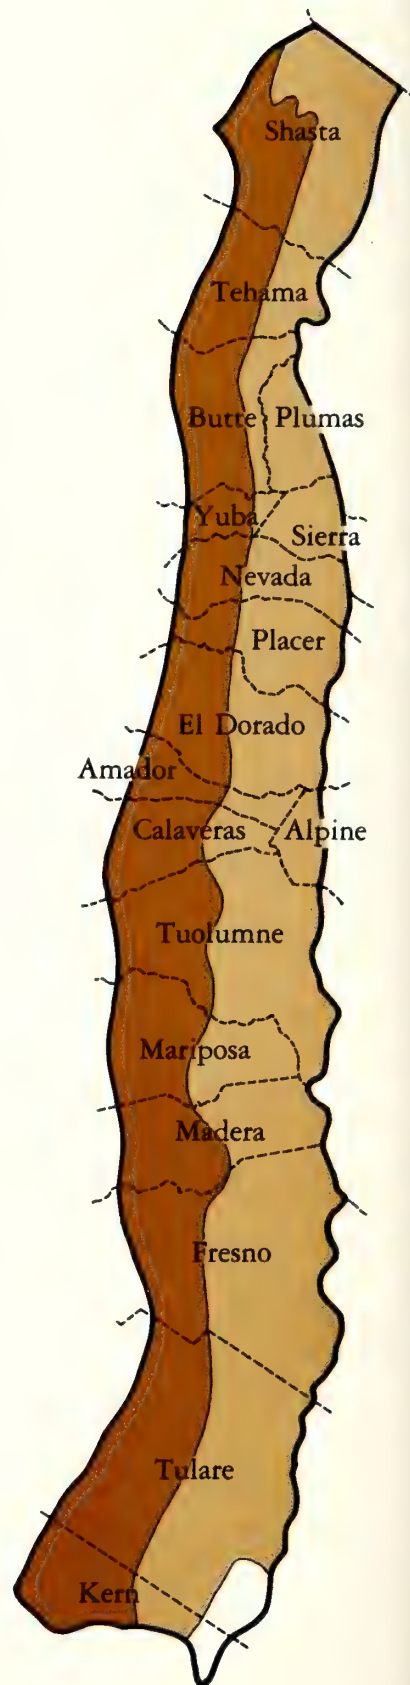 Shasta
Tehama
Butte
Plumas
Yuba
Sierra
Nevada
Placer
El Dorado
Amador
Calaveras
Alpine
Tuolumne
Mariposa
Madera
Fresno
Tulare
Kern